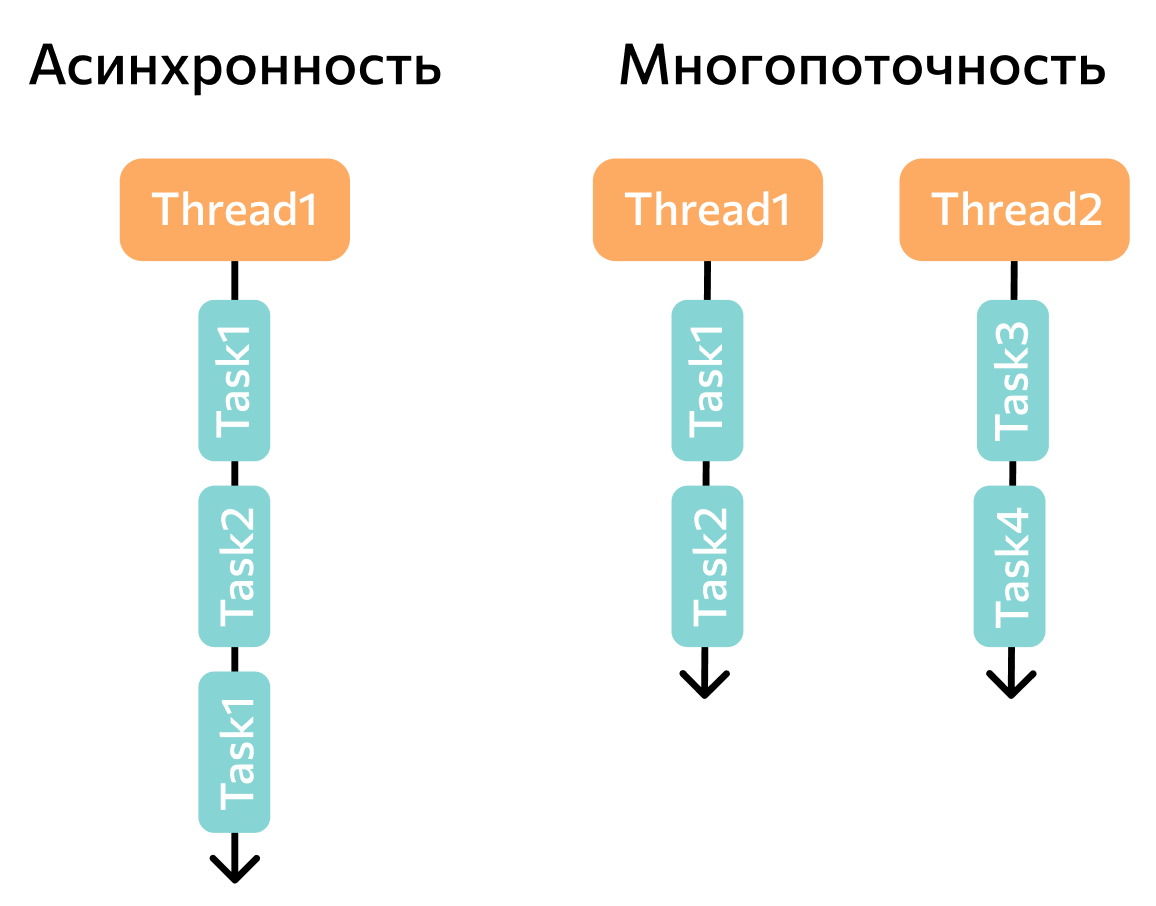 Асинхронность
Thread1
Task1
Task2
Task1
Многопоточность
Thread1
Task1
Task2
Thread2
Task3
Task4